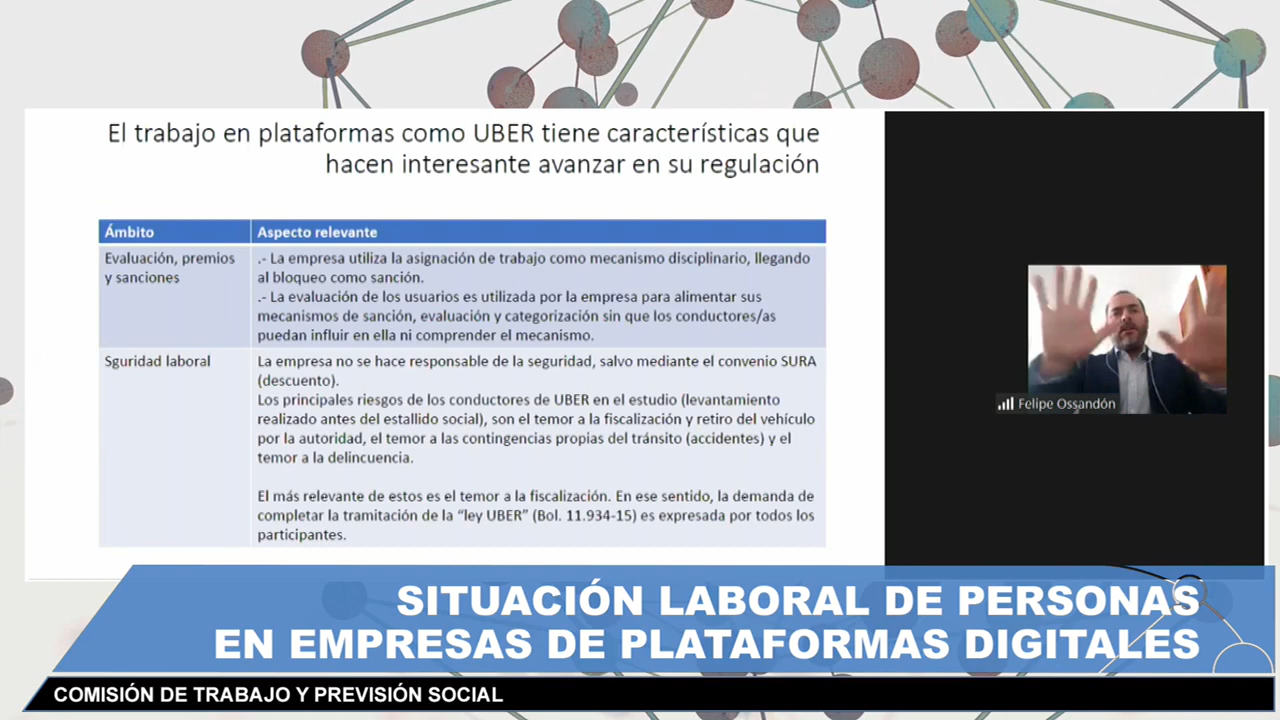 El trabajo en plataformas como UBER tiene características que
hacen interesante avanzar en su regulación
Ámbito
Aspecto relevante
Evaluación, premios
y sanciones
.- La empresa utiliza la asignación de trabajo como mecanismo disciplinario, llegando
al bloqueo como sanción.
.- La evaluación de los usuarios es utilizada por la empresa para alimentar sus
mecanismos de sanción, evaluación y categorización sin que los conductores/as
puedan influir en ella ni comprender el mecanismo.
Sguridad laboral
La empresa no se hace responsable de la seguridad, salvo mediante el convenio SURA
(descuento).
Los principales riesgos de los conductores de UBER en el estudio (levantamiento
realizado antes del estallido social), son el temor a la fiscalización y retiro del vehículo
por la autoridad, el temor a las contingencias propias del tránsito (accidentes) y el
temor a la delincuencia.
El más relevante de estos es el temor a la fiscalización. En ese sentido, la demanda de
completar la tramitación de la “ley UBER” (Bol. 11.934-15) es expresada por todos los
participantes.
Felipe Ossandón
SITUACIÓN LABORAL DE PERSONAS
EN EMPRESAS DE PLATAFORMAS DIGITALES
COMISIÓN DE TRABAJO Y PREVISIÓN SOCIAL